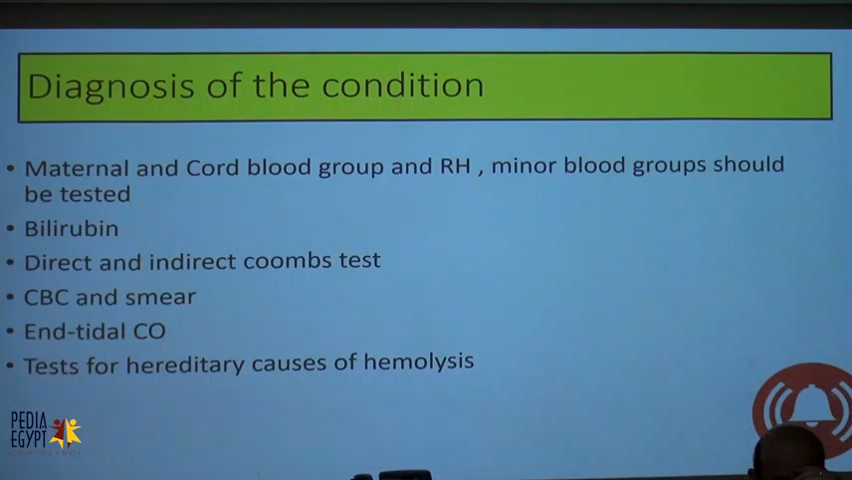 Diagnosis of the condition
• Maternal and Cord blood group and RH , minor blood groups should
be tested
• Bilirubin
• Direct and indirect coombs test
• CBC and smear
• End-tidal CO
• Tests for hereditary causes of hemolysis
PEDIA
EGYPT